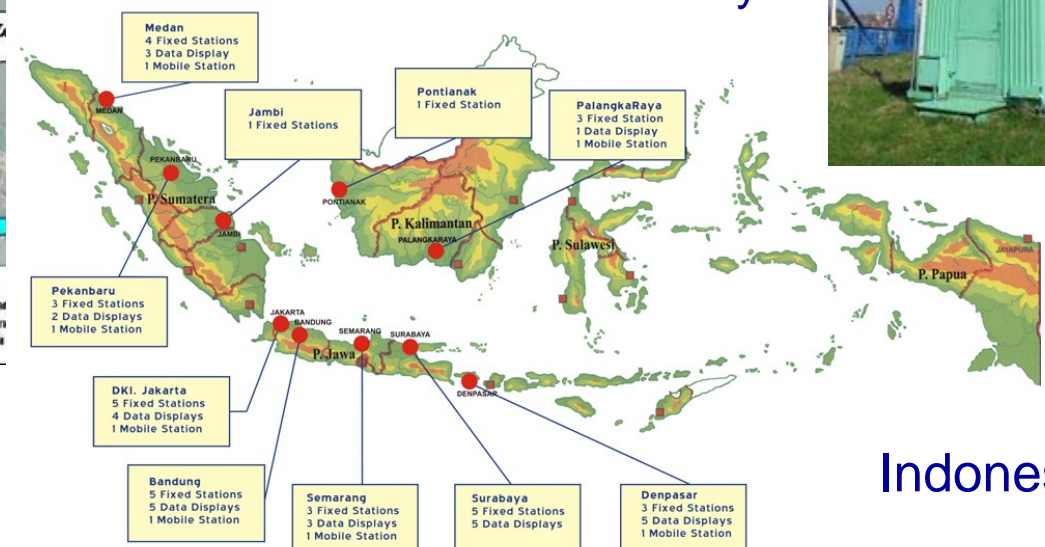 Medan
4 Fixed Stations
3 Data Display
1 Mobile Station
Jambi
1 Fixed Stations
Pontianak
1 Fixed Station
PalangkaRaya
3 Fixed Station
1 Data Display
1 Mobile Station
MEDAN
PEKANBARU
P. Sumatera
JAMBI
PONTIANAK
P. Kalimantan
PALANGKARAYA
P. Sulawesi
JAYAPURA
P. Papua
Pekanbaru
3 Fixed Stations
2 Data Displays
1 Mobile Station
JAKARTA
BANDUNG
SEMARANG
SURABAYA
P. Jawa
DENPASAR
DKI. Jakarta
5 Fixed Stations
4 Data Displays
1 Mobile Station
Bandung
5 Fixed Stations
5 Data Displays
1 Mobile Station
Semarang
3 Fixed Stations
3 Data Displays
1 Mobile Station
Surabaya
5 Fixed Stations
5 Data Displays
Denpasar
3 Fixed Stations
5 Data Displays
1 Mobile Station
Indones